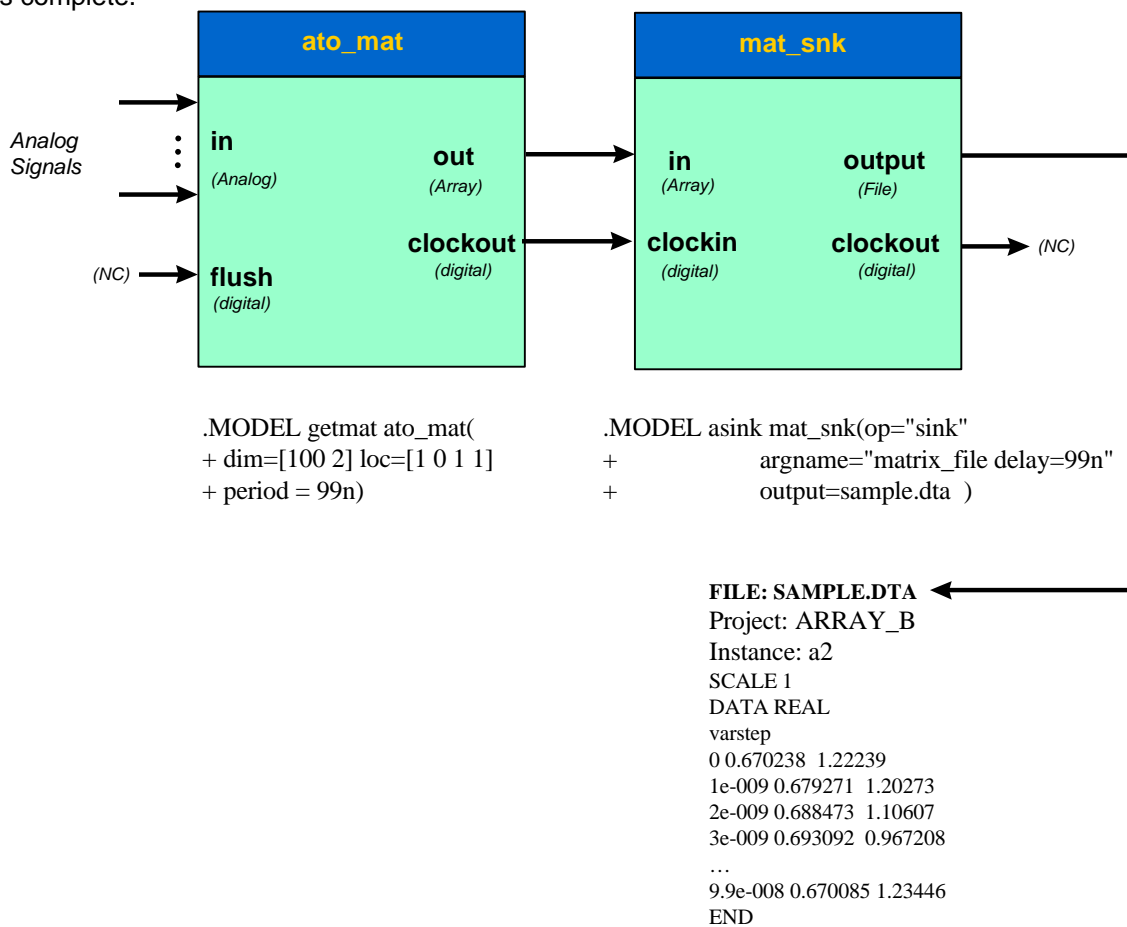 s complete.
ato_mat
mat_snk
Analog
Signals
in
(Analog)
out
(Array)
in
(Array)
output
(File)
clockout
(digital)
clockin
(digital)
clockout
(digital)
(NC)
(NC)
flush
(digital)
.MODEL getmat ato_mat(
+ dim=[100 2] loc=[1 0 1 1]
+ period = 99n)
.MODEL asink mat_snk(op="sink"
+ argname="matrix_file delay=99n"
+ output=sample.dta )
FILE: SAMPLE.DTA
Project: ARRAY_B
Instance: a2
SCALE 1
DATA REAL
varstep
0 0.670238 1.22239
1e-009 0.679271 1.20273
2e-009 0.688473 1.10607
3e-009 0.693092 0.967208
…
9.9e-008 0.670085 1.23446
END